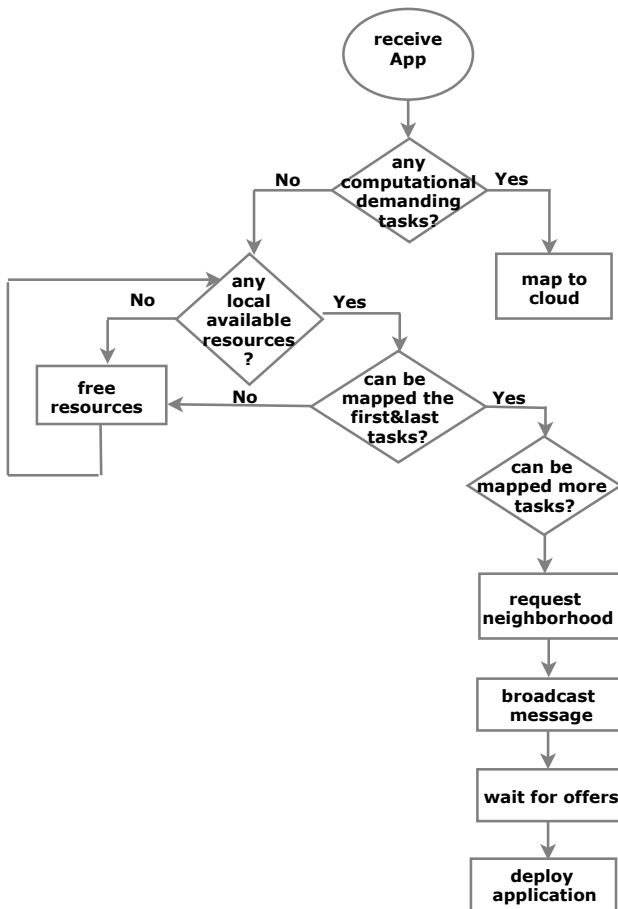 receive
App
any
computational
demanding
tasks?
No
Yes
map to
cloud
any
local
available
resources
?
No
Yes
free
resources
can be
mapped the
first&last
tasks?
No
Yes
can be
mapped more
tasks?
request
neighborhood
broadcast
message
wait for offers
deploy
application